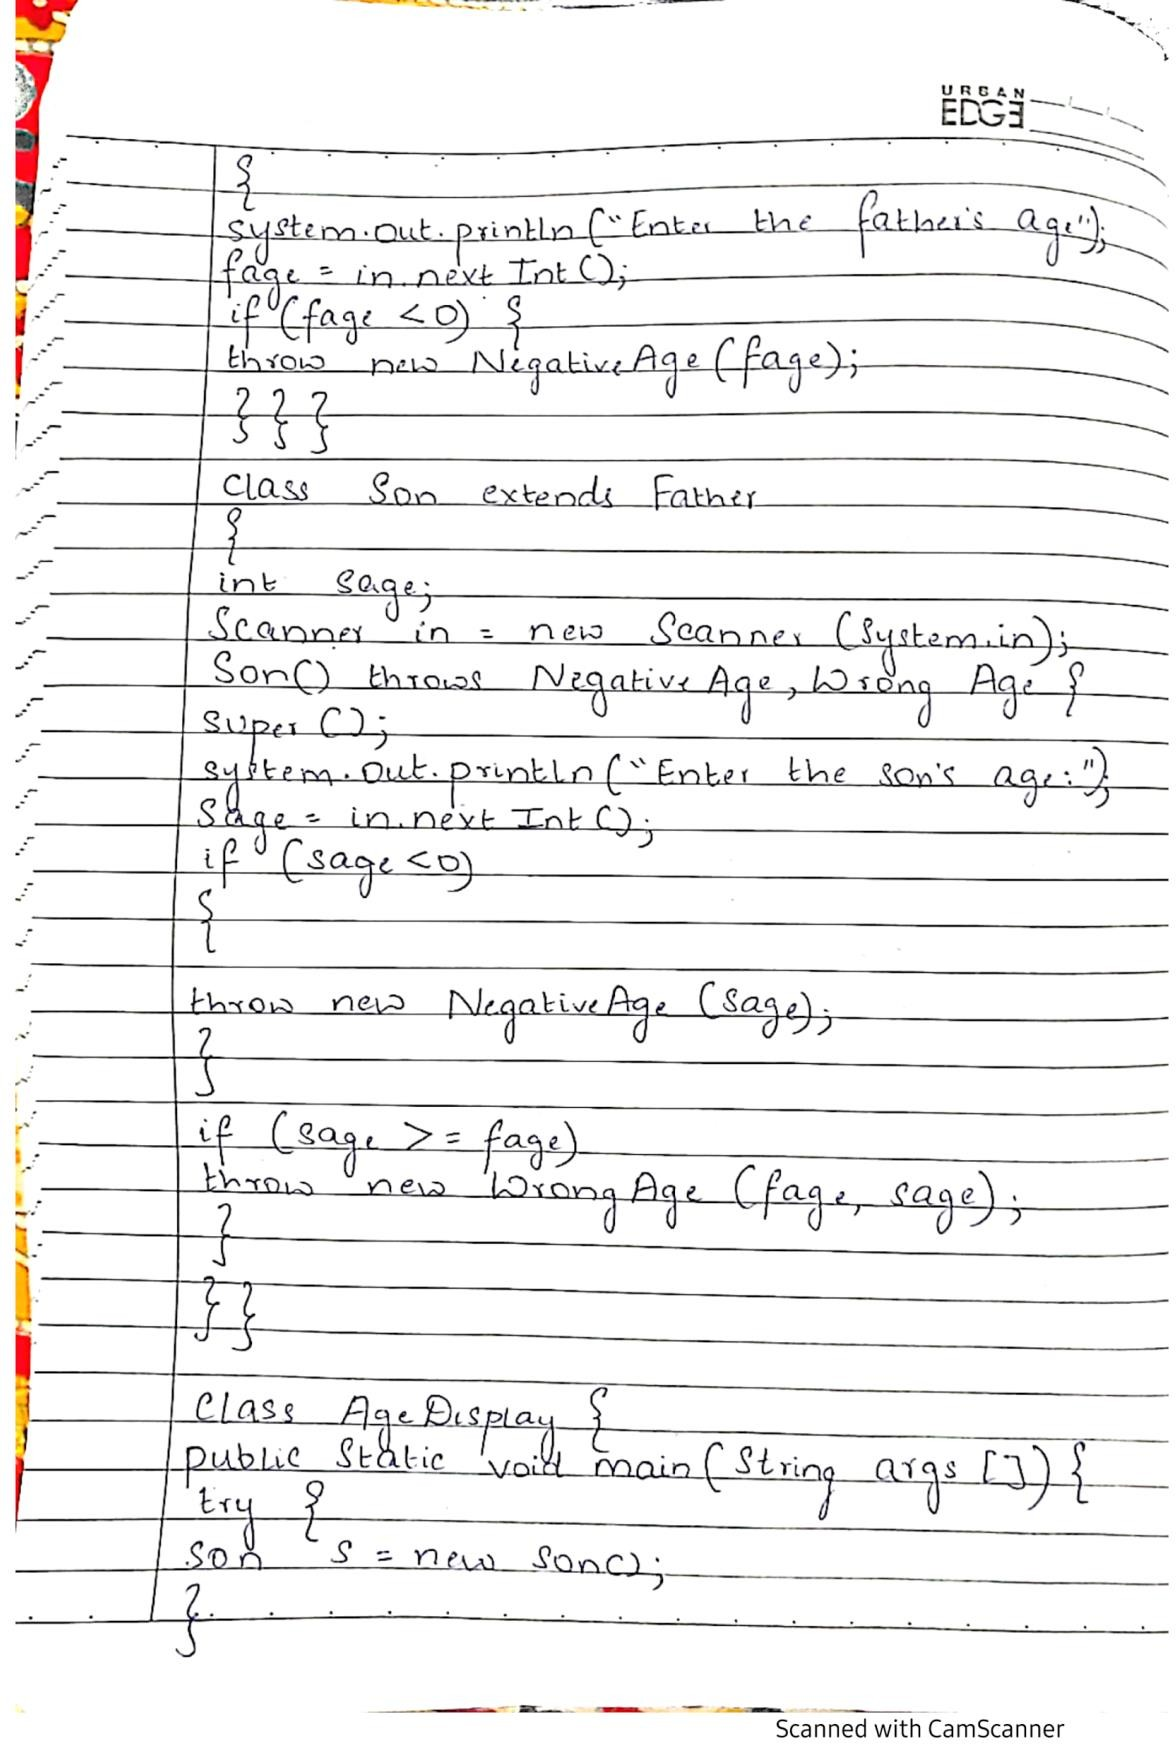 URBAN
EDGE
{
system.out.println("Enter the father's age");
fage = in.next Int();
if (fage <0) {
throw new NegativeAge(fage);
}}}
class Son extends Father
{
int sage;
Scanner in = new Scanner (system.in);
Son() throws Negative Age, Wrong Age {
super();
system.out.println("Enter the son's age:");
Sage = in.next Int();
if (sage <0)
{
throw new NegativeAge (sage);
}
if (sage >= fage)
throw new WrongAge (fage, sage);
}
}}
class AgeDisplay {
public static void main(String args []){
try {
son s = new son();
}
Scanned with CamScanner